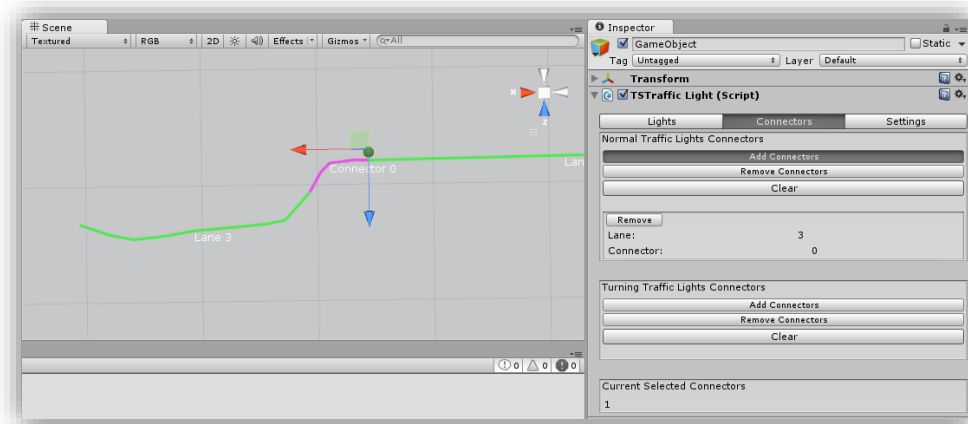 Scene
Textured RGB 2D Effects Gizmos All
Connector 0
Lan
Lane 3
0 0 0
Inspector
GameObject Static
Tag Untagged Layer Default
Transform
TSTraffic Light (Script)
Lights Connectors Settings
Normal Traffic Lights Connectors
Add Connectors
Remove Connectors
Clear
Remove
Lane: 3
Connector: 0
Turning Traffic Lights Connectors
Add Connectors
Remove Connectors
Clear
Current Selected Connectors
1
x
z